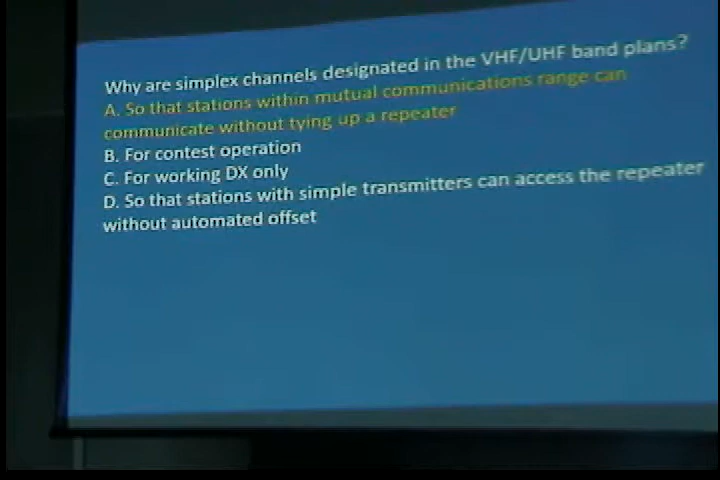 Why are simplex channels designated in the VHF/UHF band plans?
A. So that stations within mutual communications range can
communicate without tying up a repeater
B. For contest operation
C. For working DX only
D. So that stations with simple transmitters can access the repeater
without automated offset